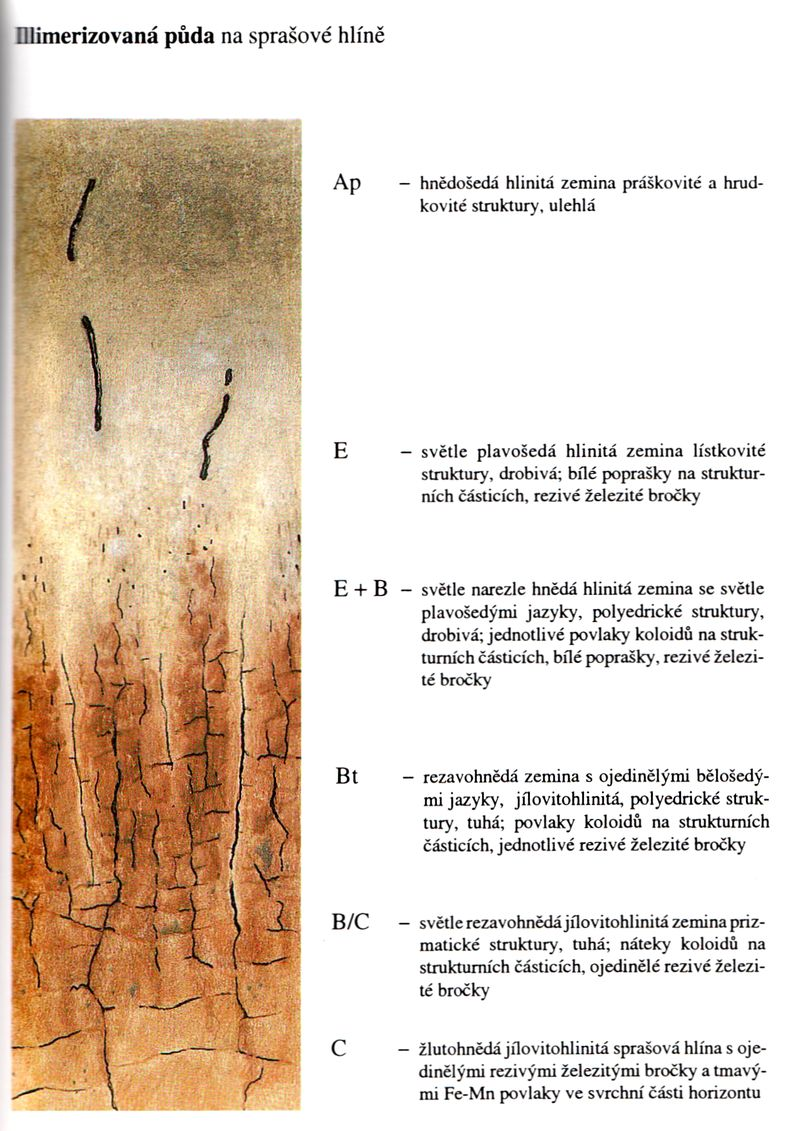 Illimerizovaná půda na sprašové hlíně
Ap – hnědošedá hlinitá zemina práškovité a hrud-
kovité struktury, ulehlá
E – světle plavošedá hlinitá zemina lístkovité
struktury, drobivá; bílé poprašky na struktur-
ních částicích, rezivé železité bročky
E + B – světle narezle hnědá hlinitá zemina se světle
plavošedými jazyky, polyedrické struktury,
drobivá; jednotlivé povlaky koloidů na struk-
turních částicích, bílé poprašky, rezivé železi-
té bročky
Bt – rezavohnědá zemina s ojedinělými bělošedý-
mi jazyky, jílovitohlinitá, polyedrické struk-
tury, tuhá; povlaky koloidů na strukturních
částicích, jednotlivé rezivé železité bročky
B/C – světle rezavohnědá jílovitohlinitá zemina priz-
matické struktury, tuhá; náteky koloidů na
strukturních částicích, ojedinělé rezivé železi-
té bročky
C – žlutohnědá jílovitohlinitá sprašová hlína s oje-
dinělými rezivými železitými bročky a tmavý-
mi Fe-Mn povlaky ve svrchní části horizontu